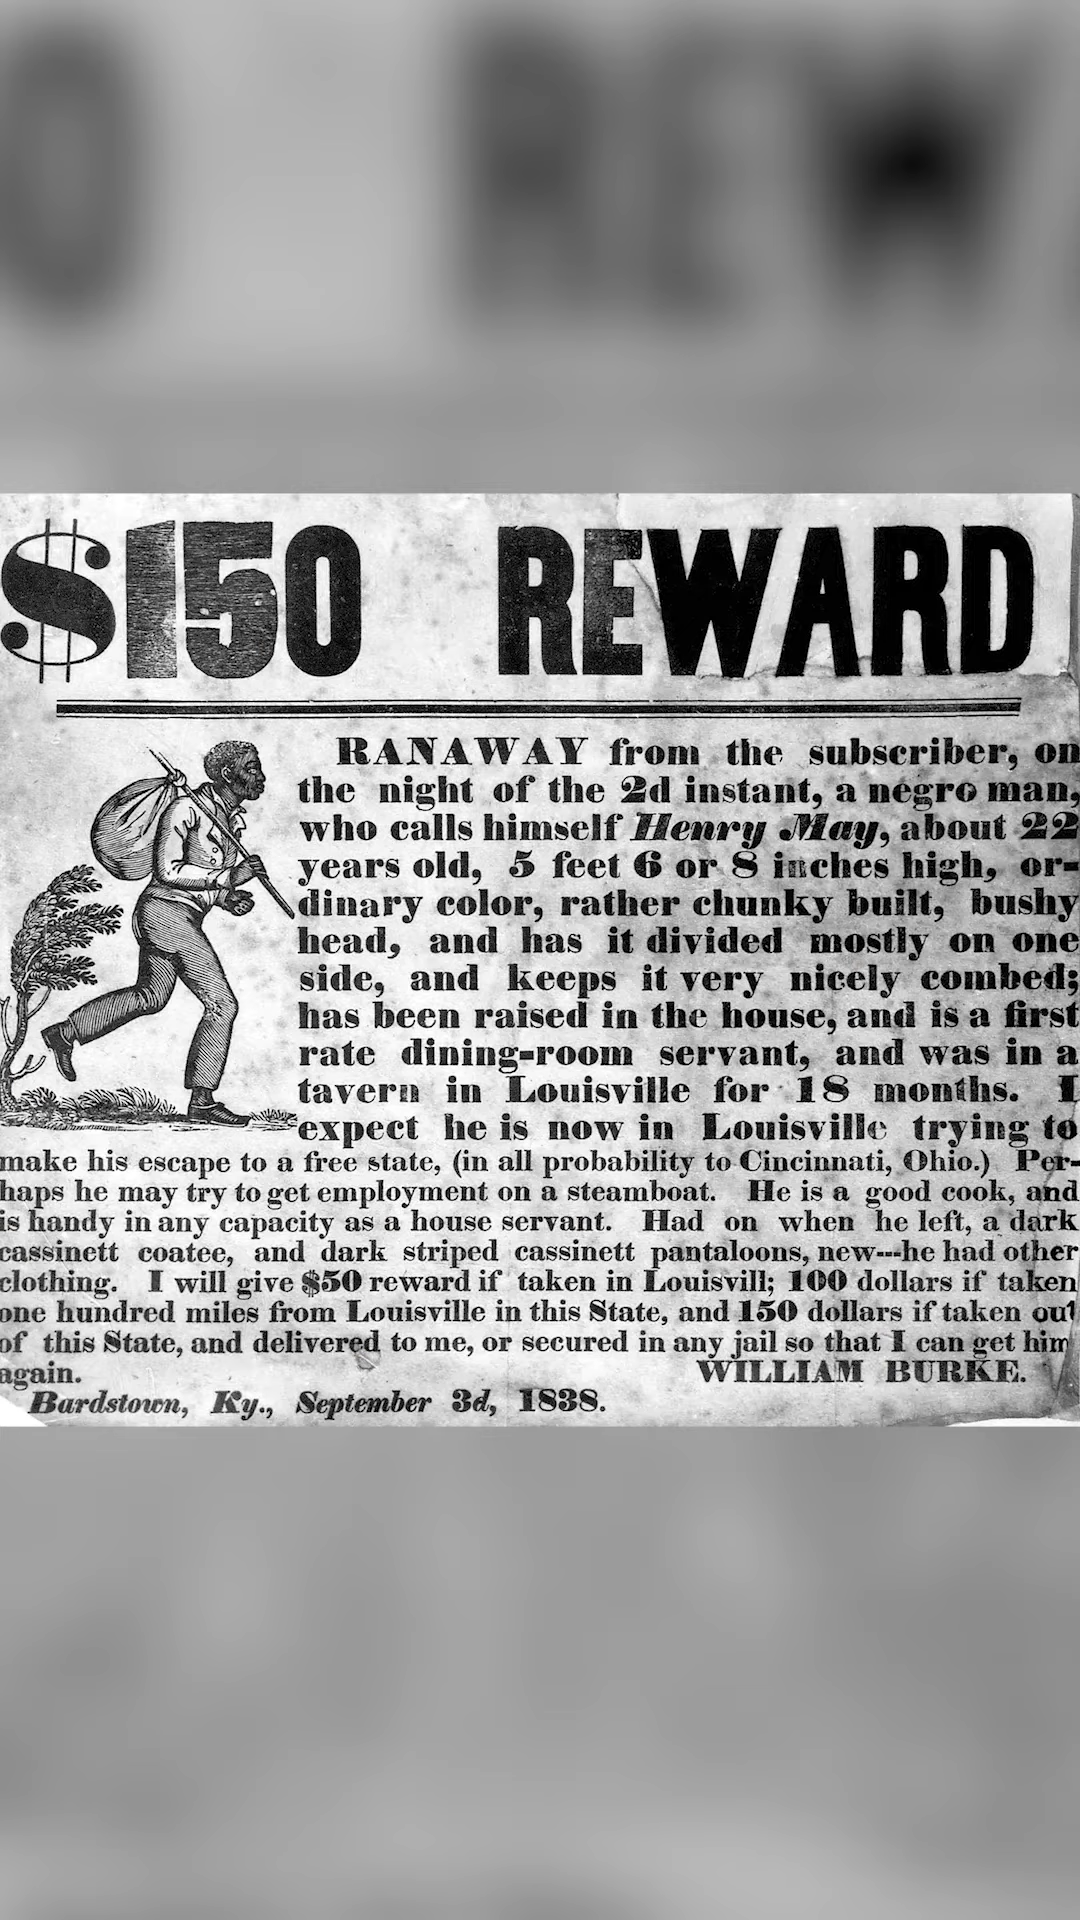 $150 REWARD
RANAWAY from the subscriber, on
the night of the 2d instant, a negro man,
who calls himself Henry May, about 22
years old, 5 feet 6 or 8 inches high, or-
dinary color, rather chunky built, bushy
head, and has it divided mostly on one
side, and keeps it very nicely combed;
has been raised in the house, and is a first
rate dining-room servant, and was in a
tavern in Louisville for 18 months. I
expect he is now in Louisville trying to
make his escape to a free state, (in all probability to Cincinnati, Ohio.) Per-
haps he may try to get employment on a steamboat. He is a good cook, and
is handy in any capacity as a house servant. Had on when he left, a dark
cassinett coatee, and dark striped cassinett pantaloons, new---he had other
clothing. I will give $50 reward if taken in Louisvill; 100 dollars if taken
one hundred miles from Louisville in this State, and 150 dollars if taken out
of this State, and delivered to me, or secured in any jail so that I can get him
again. WILLIAM BURKE.
Bardstown, Ky., September 3d, 1838.